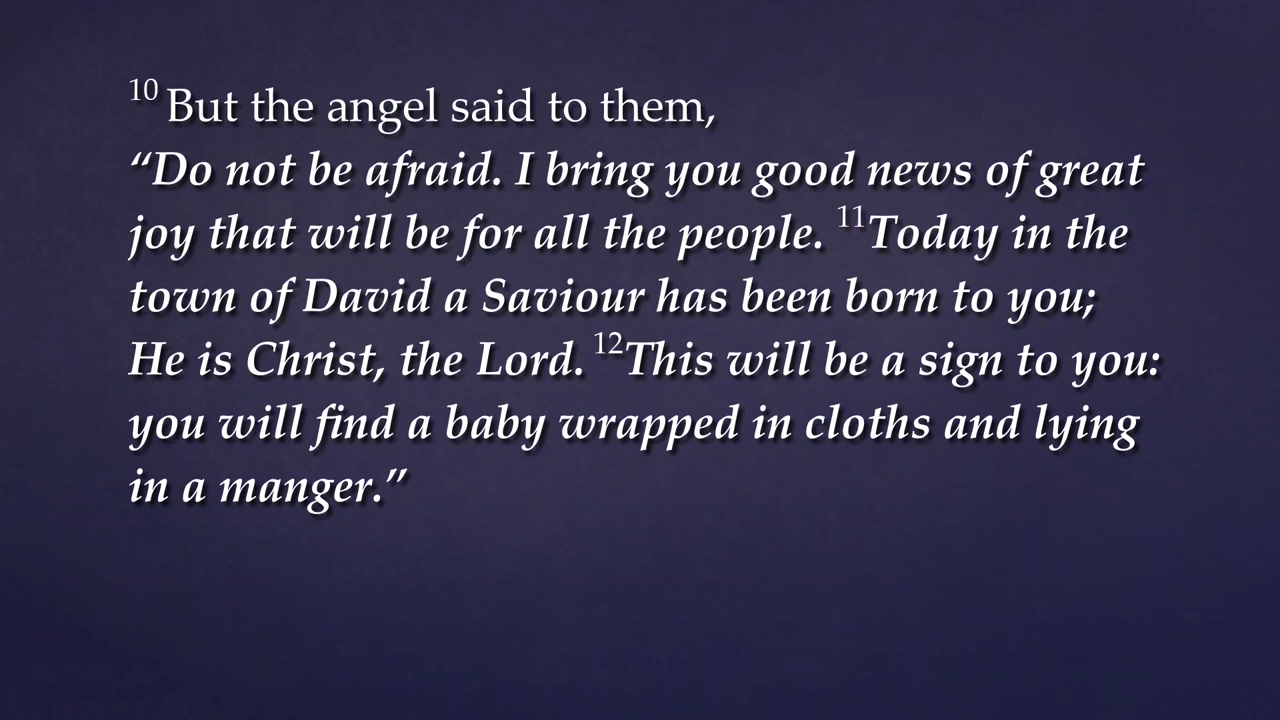 10 But the angel said to them,
“Do not be afraid. I bring you good news of great
joy that will be for all the people. 11Today in the
town of David a Saviour has been born to you;
He is Christ, the Lord. 12This will be a sign to you:
you will find a baby wrapped in cloths and lying
in a manger.”